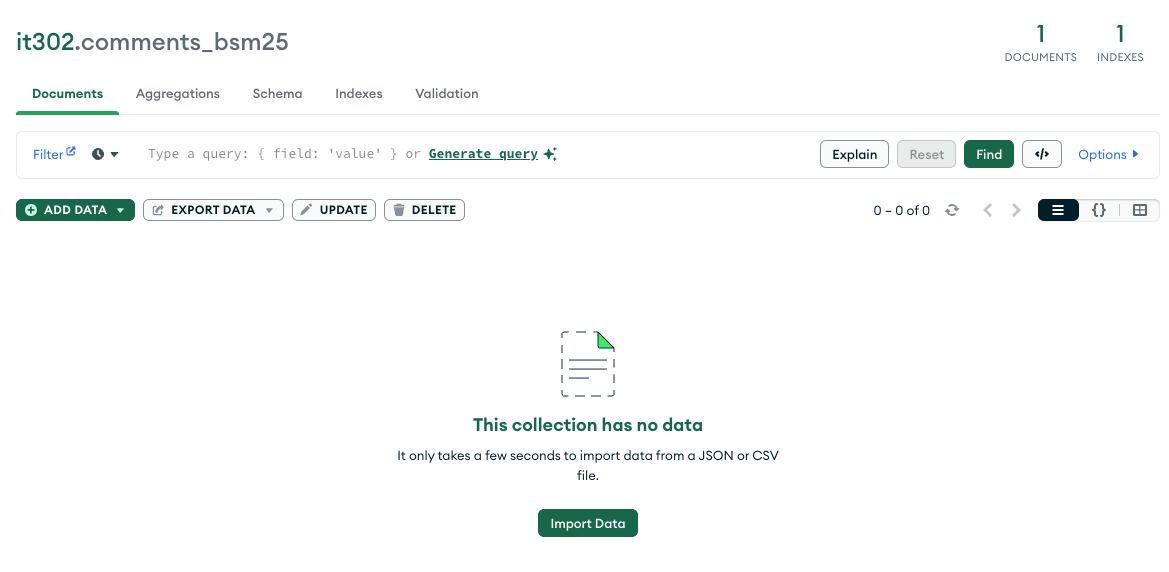 it302.comments_bsm25
1 1
DOCUMENTS INDEXES
Documents Aggregations Schema Indexes Validation
Filter Type a query: { field: 'value' } or Generate query Explain Reset Find </> Options
ADD DATA EXPORT DATA UPDATE DELETE 0 – 0 of 0 {}
This collection has no data
It only takes a few seconds to import data from a JSON or CSV
file.
Import Data